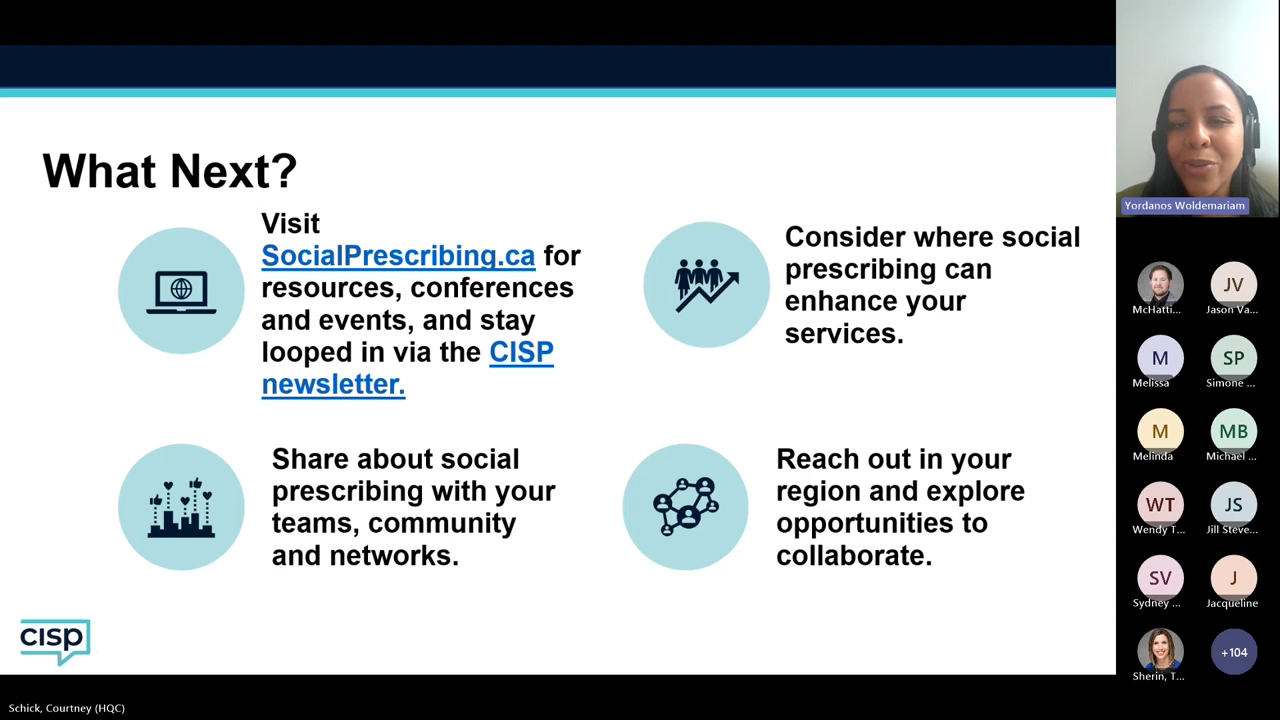 What Next?
Visit
SocialPrescribing.ca for
resources, conferences
and events, and stay
looped in via the CISP
newsletter.
Consider where social
prescribing can
enhance your
services.
Share about social
prescribing with your
teams, community
and networks.
Reach out in your
region and explore
opportunities to
collaborate.
cisp
Schick, Courtney (HQC)
Yordanos Woldemariam
McHatti...
JV
Jason Va...
M
Melissa
SP
Simone ...
M
Melinda
MB
Michael ...
WT
Wendy T...
JS
Jill Steve...
SV
Sydney ...
J
Jacqueline
Sherin, T...
+104